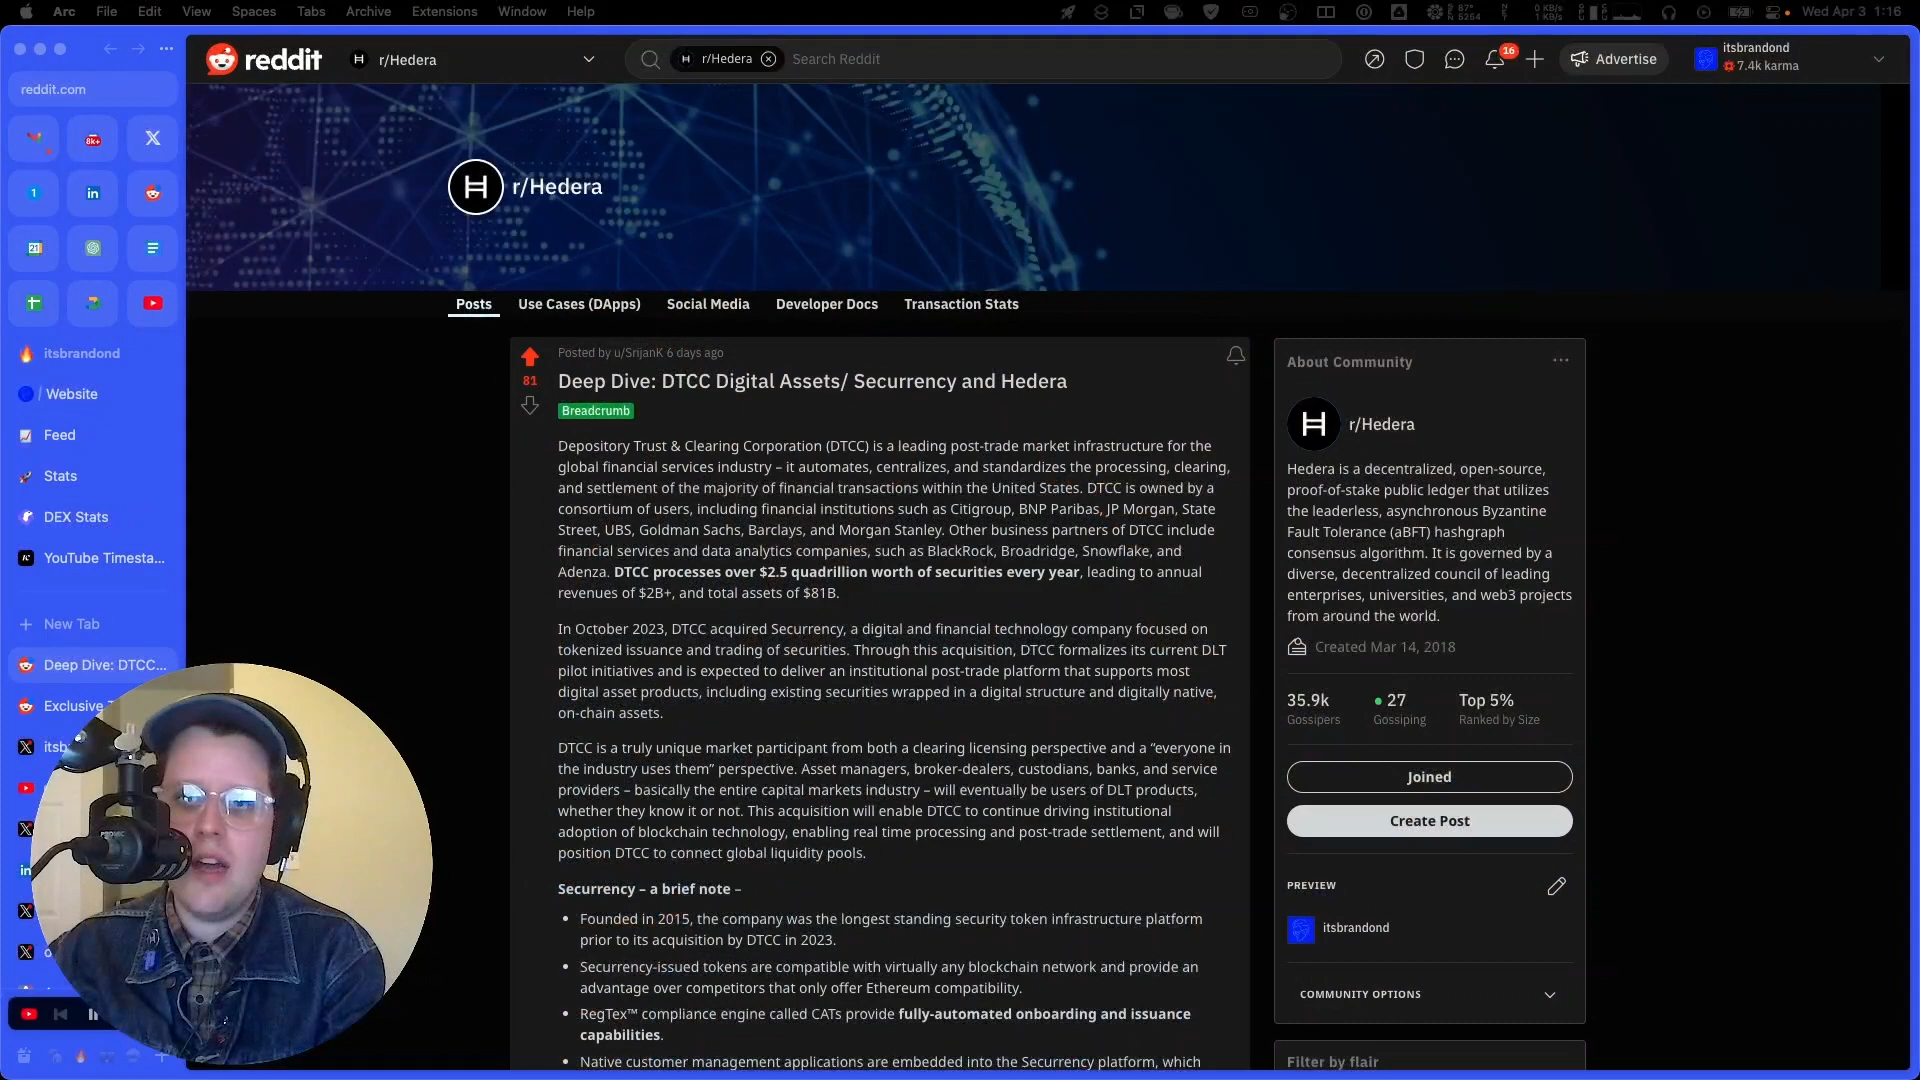 Arc File Edit View Spaces Tabs Archive Extensions Window Help
87°
5264
0 KB/s
1 KB/s
Wed Apr 3 1:16
reddit.com
8k+
X
1
in
21
itsbrandond
/ Website
Feed
Stats
DEX Stats
YouTube Timesta...
+ New Tab
Deep Dive: DTCC...
Exclusive
itsb
in
reddit
r/Hedera
r/Hedera
Search Reddit
16
Advertise
itsbrandond
7.4k karma
r/Hedera
Posts
Use Cases (DApps)
Social Media
Developer Docs
Transaction Stats
81
Posted by u/SrijanK 6 days ago
Deep Dive: DTCC Digital Assets/ Securrency and Hedera
Breadcrumb
Depository Trust & Clearing Corporation (DTCC) is a leading post-trade market infrastructure for the
global financial services industry – it automates, centralizes, and standardizes the processing, clearing,
and settlement of the majority of financial transactions within the United States. DTCC is owned by a
consortium of users, including financial institutions such as Citigroup, BNP Paribas, JP Morgan, State
Street, UBS, Goldman Sachs, Barclays, and Morgan Stanley. Other business partners of DTCC include
financial services and data analytics companies, such as BlackRock, Broadridge, Snowflake, and
Adenza. DTCC processes over $2.5 quadrillion worth of securities every year, leading to annual
revenues of $2B+, and total assets of $81B.
In October 2023, DTCC acquired Securrency, a digital and financial technology company focused on
tokenized issuance and trading of securities. Through this acquisition, DTCC formalizes its current DLT
pilot initiatives and is expected to deliver an institutional post-trade platform that supports most
digital asset products, including existing securities wrapped in a digital structure and digitally native,
on-chain assets.
DTCC is a truly unique market participant from both a clearing licensing perspective and a “everyone in
the industry uses them” perspective. Asset managers, broker-dealers, custodians, banks, and service
providers – basically the entire capital markets industry – will eventually be users of DLT products,
whether they know it or not. This acquisition will enable DTCC to continue driving institutional
adoption of blockchain technology, enabling real time processing and post-trade settlement, and will
position DTCC to connect global liquidity pools.
Securrency – a brief note –
• Founded in 2015, the company was the longest standing security token infrastructure platform
prior to its acquisition by DTCC in 2023.
• Securrency-issued tokens are compatible with virtually any blockchain network and provide an
advantage over competitors that only offer Ethereum compatibility.
• RegTex™ compliance engine called CATs provide fully-automated onboarding and issuance
capabilities.
• Native customer management applications are embedded into the Securrency platform, which
About Community
r/Hedera
Hedera is a decentralized, open-source,
proof-of-stake public ledger that utilizes
the leaderless, asynchronous Byzantine
Fault Tolerance (aBFT) hashgraph
consensus algorithm. It is governed by a
diverse, decentralized council of leading
enterprises, universities, and web3 projects
from around the world.
Created Mar 14, 2018
35.9k
Gossipers
27
Gossiping
Top 5%
Ranked by Size
Joined
Create Post
PREVIEW
itsbrandond
COMMUNITY OPTIONS
Filter by flair